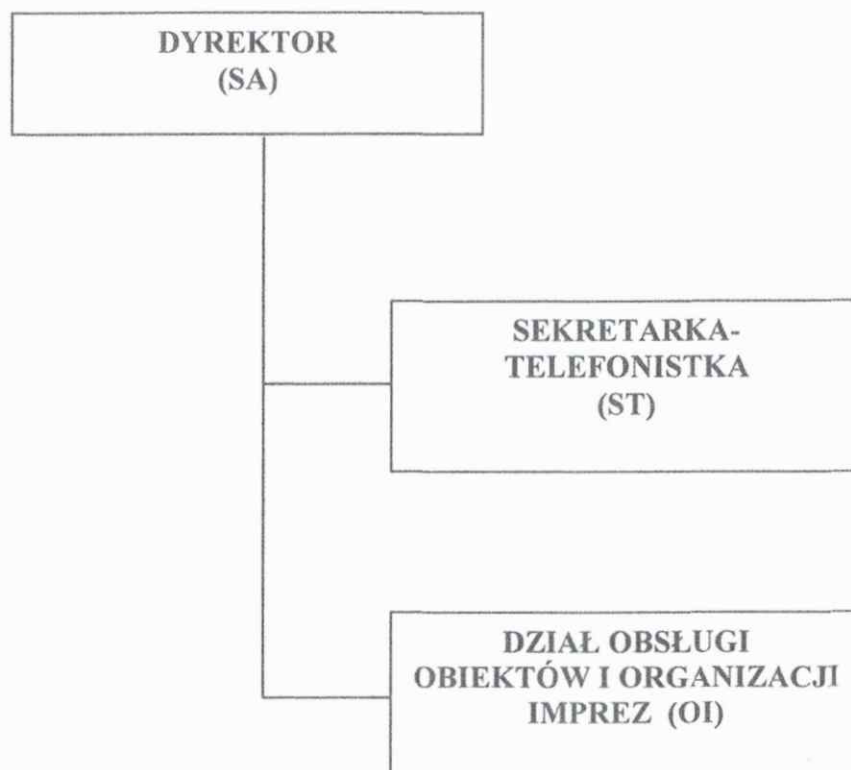 DYREKTOR
(SA)
SEKRETARKA-
TELEFONISTKA
(ST)
DZIAŁ OBSŁUGI
OBIEKTÓW I ORGANIZACJI
IMPREZ (OI)